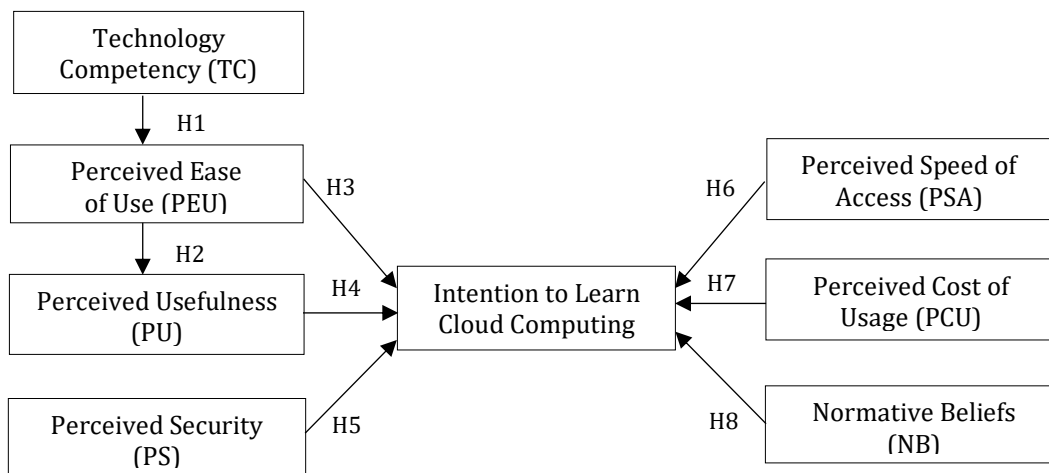 Technology
Competency (TC)
H1
Perceived Ease
of Use (PEU)
H3
H2
Perceived Usefulness
(PU)
H4
Perceived Security
(PS)
H5
Intention to Learn
Cloud Computing
Perceived Speed of
Access (PSA)
H6
Perceived Cost of
Usage (PCU)
H7
Normative Beliefs
(NB)
H8